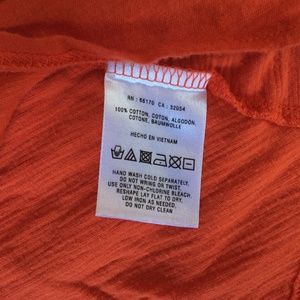 RN : 66170 CA : 32054
100% COTTON, COTON, ALGODÓN,
COTONE, BAUMWOLLE
HECHO EN VIETNAM
HAND WASH COLD SEPARATELY.
DO NOT WRING OR TWIST.
USE ONLY NON-CHLORINE BLEACH.
RESHAPE LAY FLAT TO DRY.
LOW IRON AS NEEDED.
DO NOT DRY CLEAN